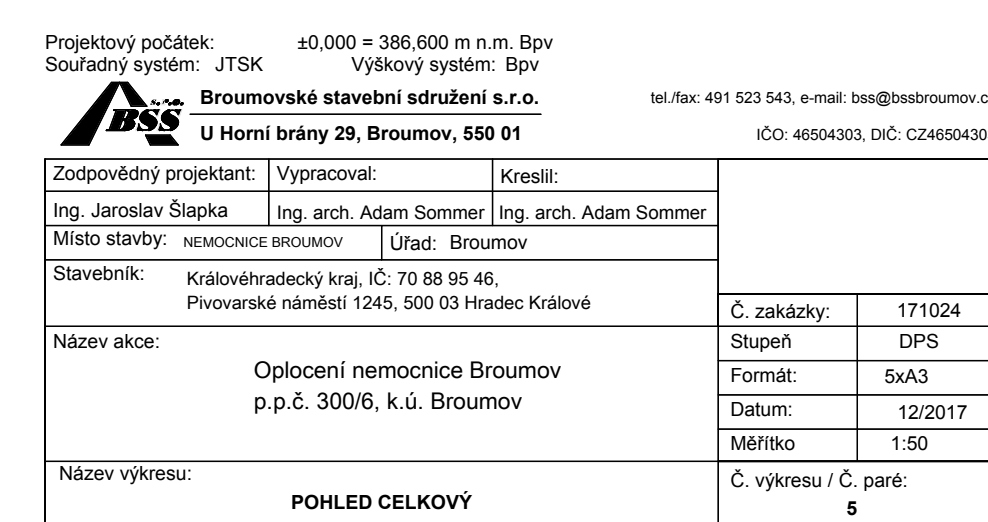 Projektový počátek: ±0,000 = 386,600 m n.m. Bpv
Souřadný systém: JTSK Výškový systém: Bpv
s.r.o.
BSS
Broumovské stavební sdružení s.r.o. tel./fax: 491 523 543, e-mail: bss@bssbroumov.c
U Horní brány 29, Broumov, 550 01 IČO: 46504303, DIČ: CZ4650430
Zodpovědný projektant: Vypracoval: Kreslil:
Ing. Jaroslav Šlapka Ing. arch. Adam Sommer Ing. arch. Adam Sommer
Místo stavby: NEMOCNICE BROUMOV Úřad: Broumov
Stavebník: Královéhradecký kraj, IČ: 70 88 95 46,
Pivovarské náměstí 1245, 500 03 Hradec Králové
Č. zakázky: 171024
Název akce: Stupeň DPS
Oplocení nemocnice Broumov
Formát: 5xA3
p.p.č. 300/6, k.ú. Broumov
Datum: 12/2017
Měřítko 1:50
Název výkresu: Č. výkresu / Č. paré:
POHLED CELKOVÝ 5